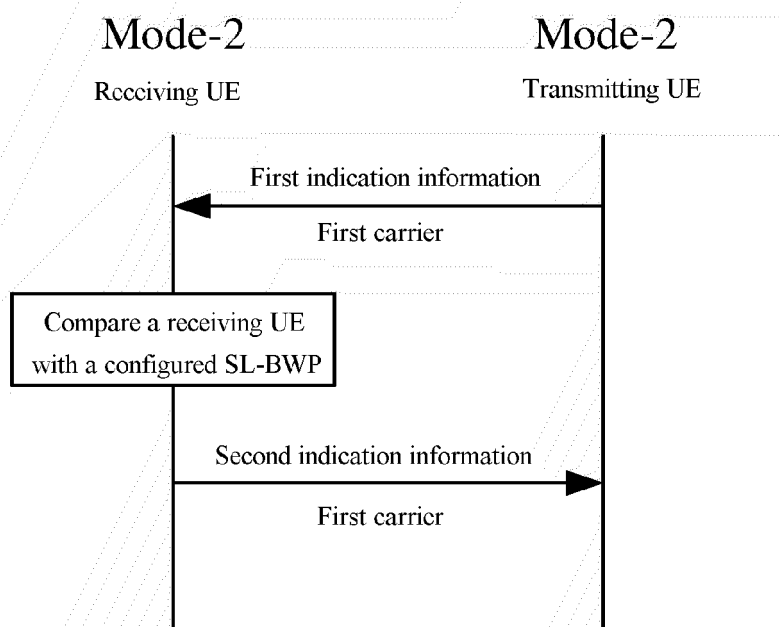 Mode-2
Mode-2
Receiving UE
Transmitting UE
First indication information
First carrier
Compare a receiving UE
with a configured SL-BWP
Second indication information
First carrier